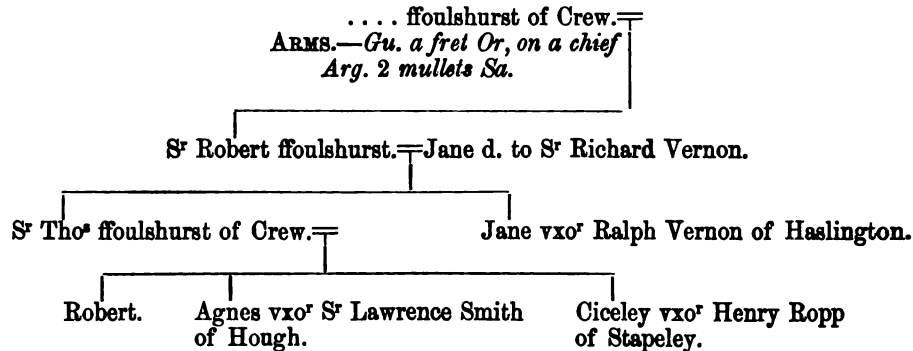 .... ffoulshurst of Crew.
ARMS.—Gu. a fret Or, on a chief
Arg. 2 mullets Sa.
Sʳ Robert ffoulshurst.=Jane d. to Sʳ Richard Vernon.
Sʳ Thoˢ ffoulshurst of Crew.= Jane vxoʳ Ralph Vernon of Haslington.
Robert. Agnes vxoʳ Sʳ Lawrence Smith Ciceley vxoʳ Henry Ropp
of Hough. of Stapeley.